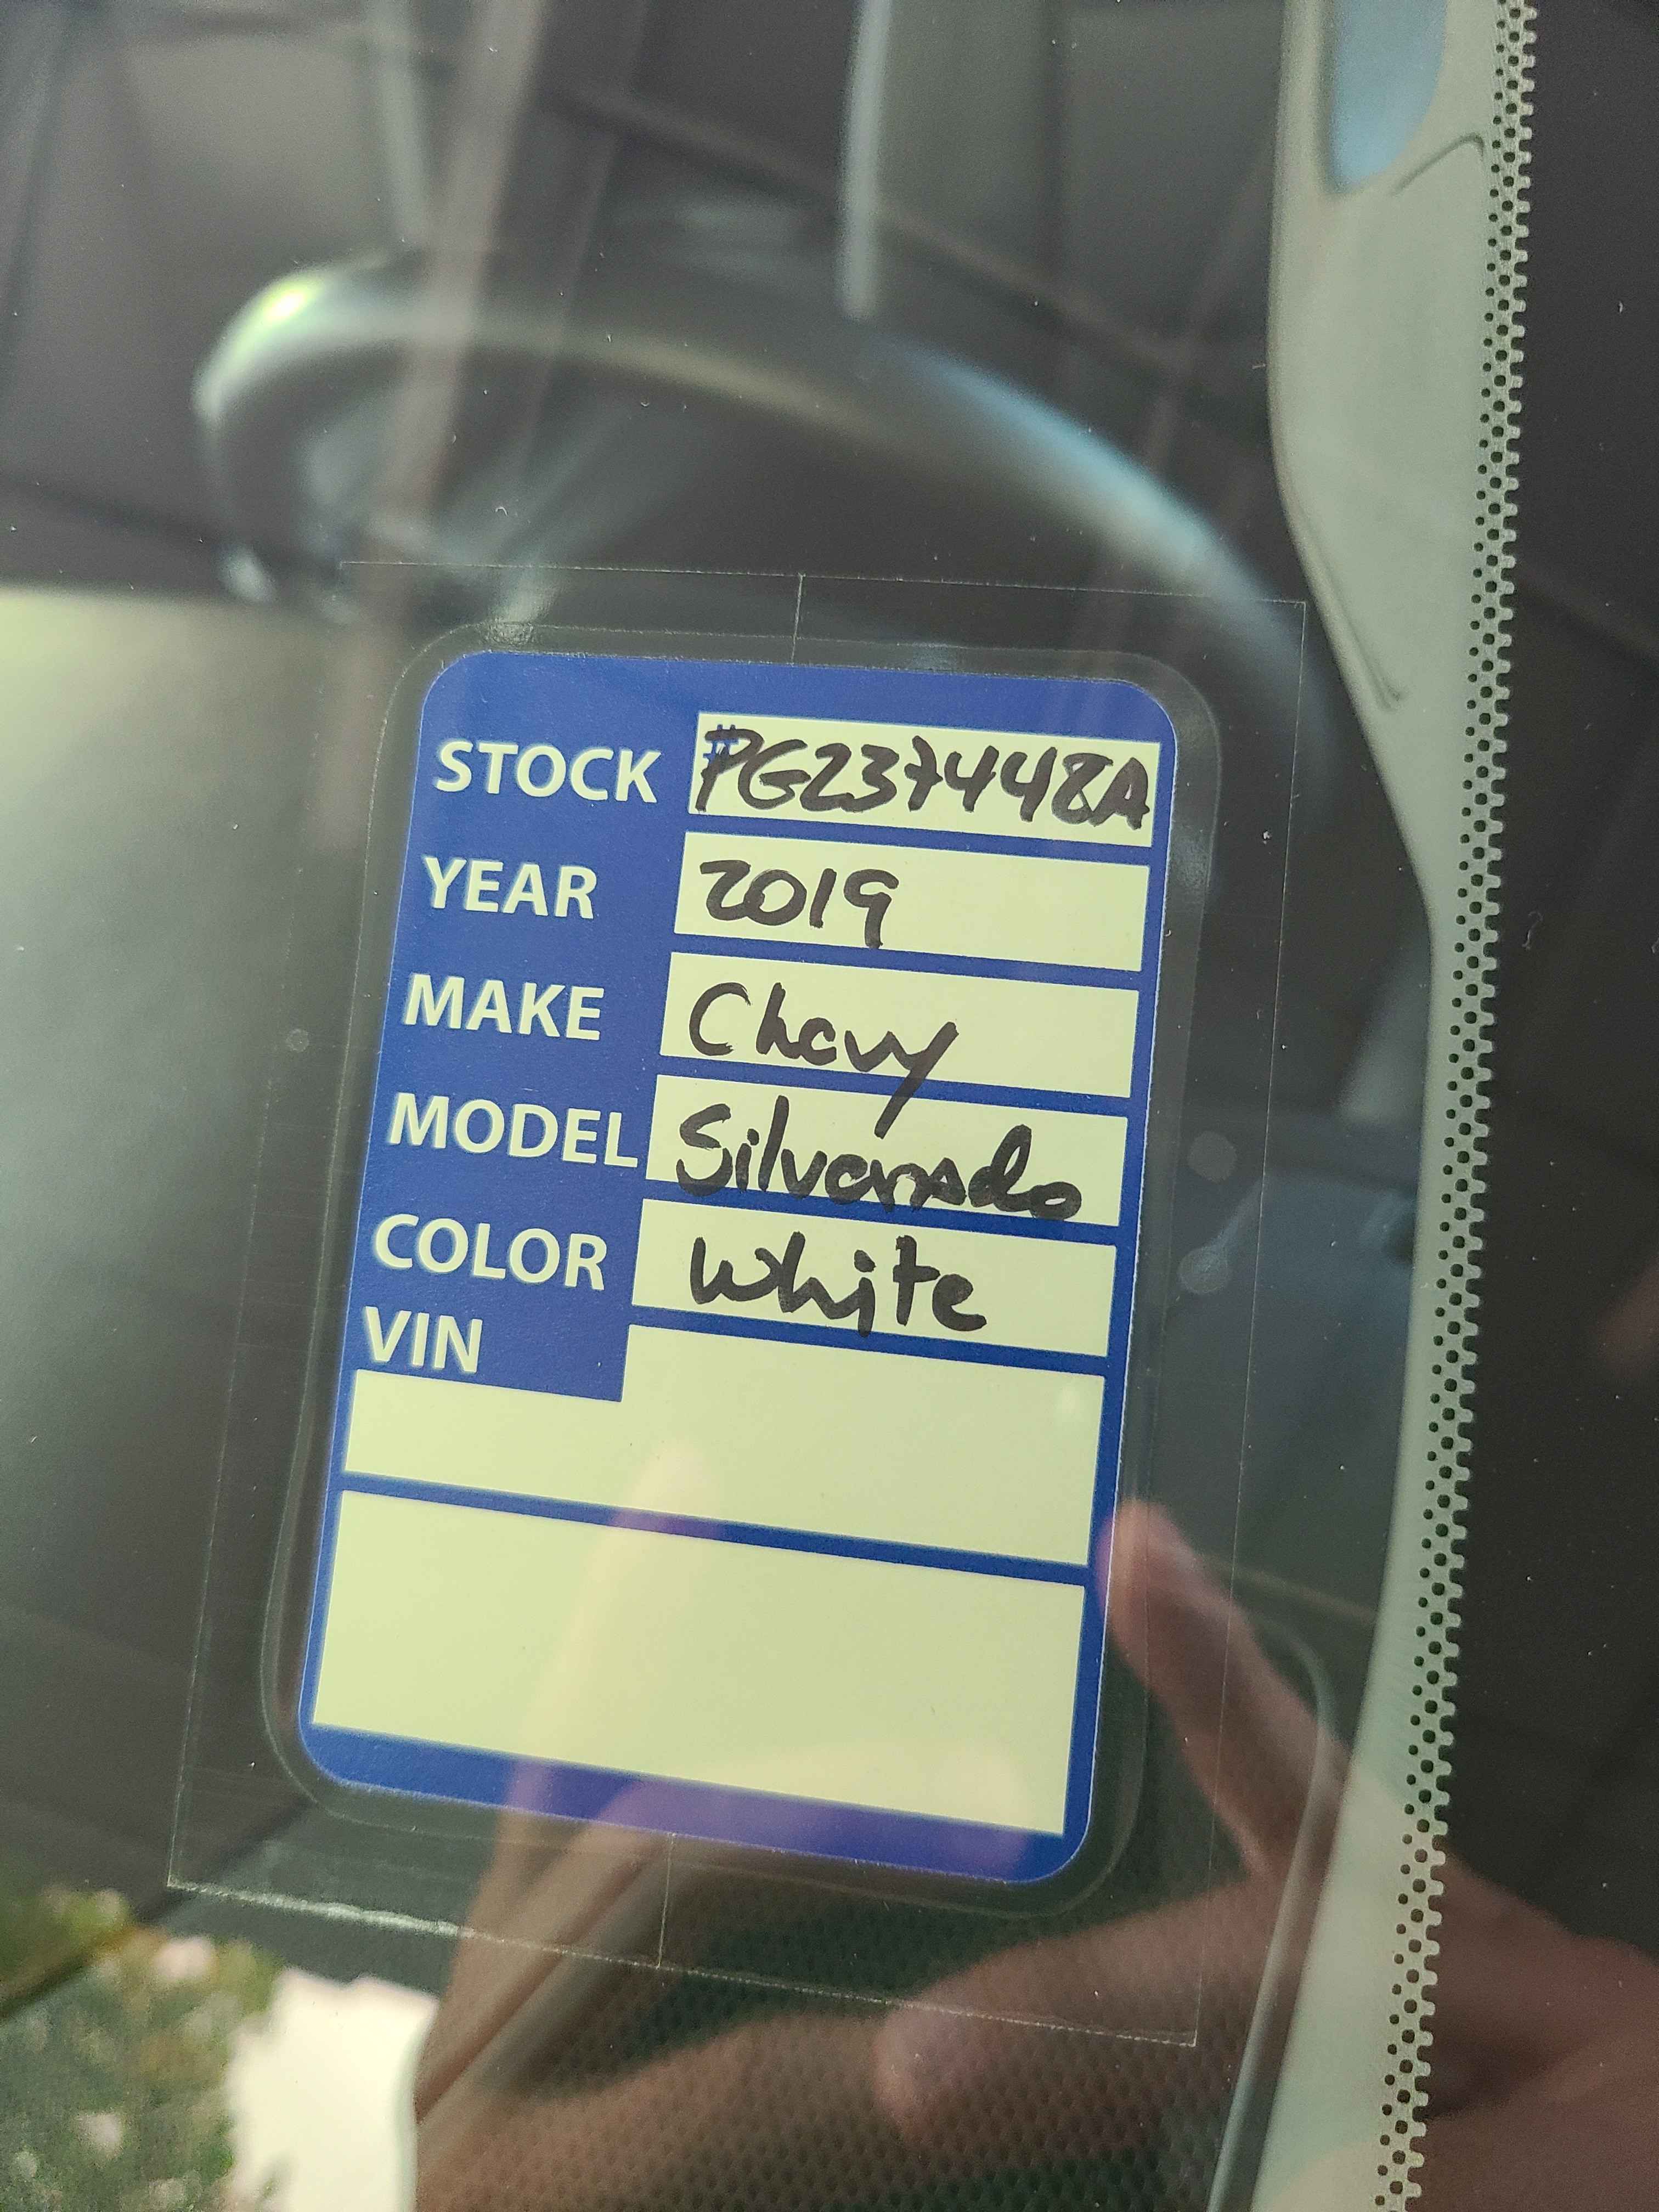 STOCK #PG237448A
YEAR 2019
MAKE Chevy
MODEL Silverado
COLOR White
VIN